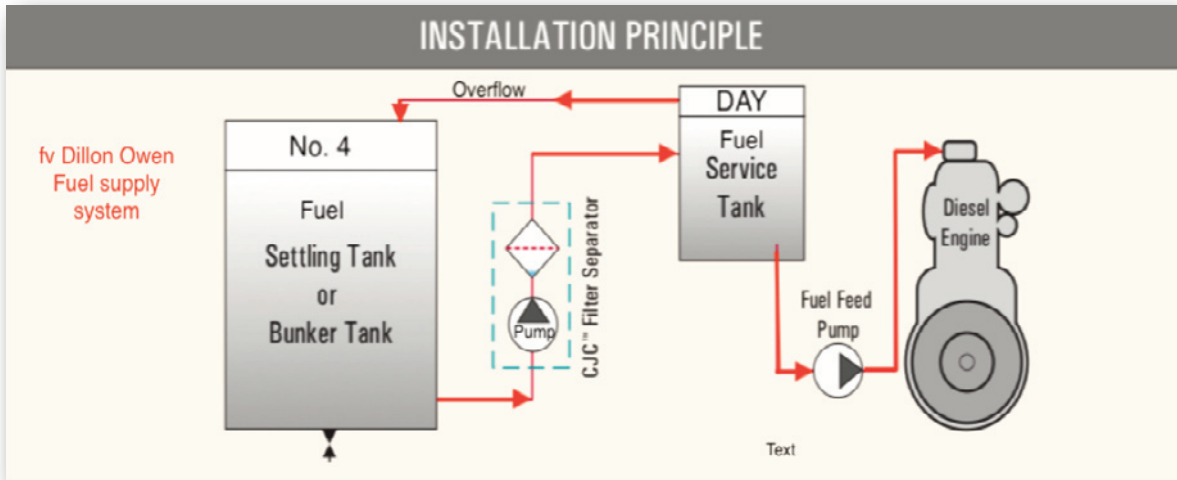 INSTALLATION PRINCIPLE
fv Dillon Owen
Fuel supply
system
Overflow
No. 4
Fuel
Settling Tank
or
Bunker Tank
Pump
CJC™ Filter Separator
DAY
Fuel
Service
Tank
Fuel Feed
Pump
Diesel
Engine
Text